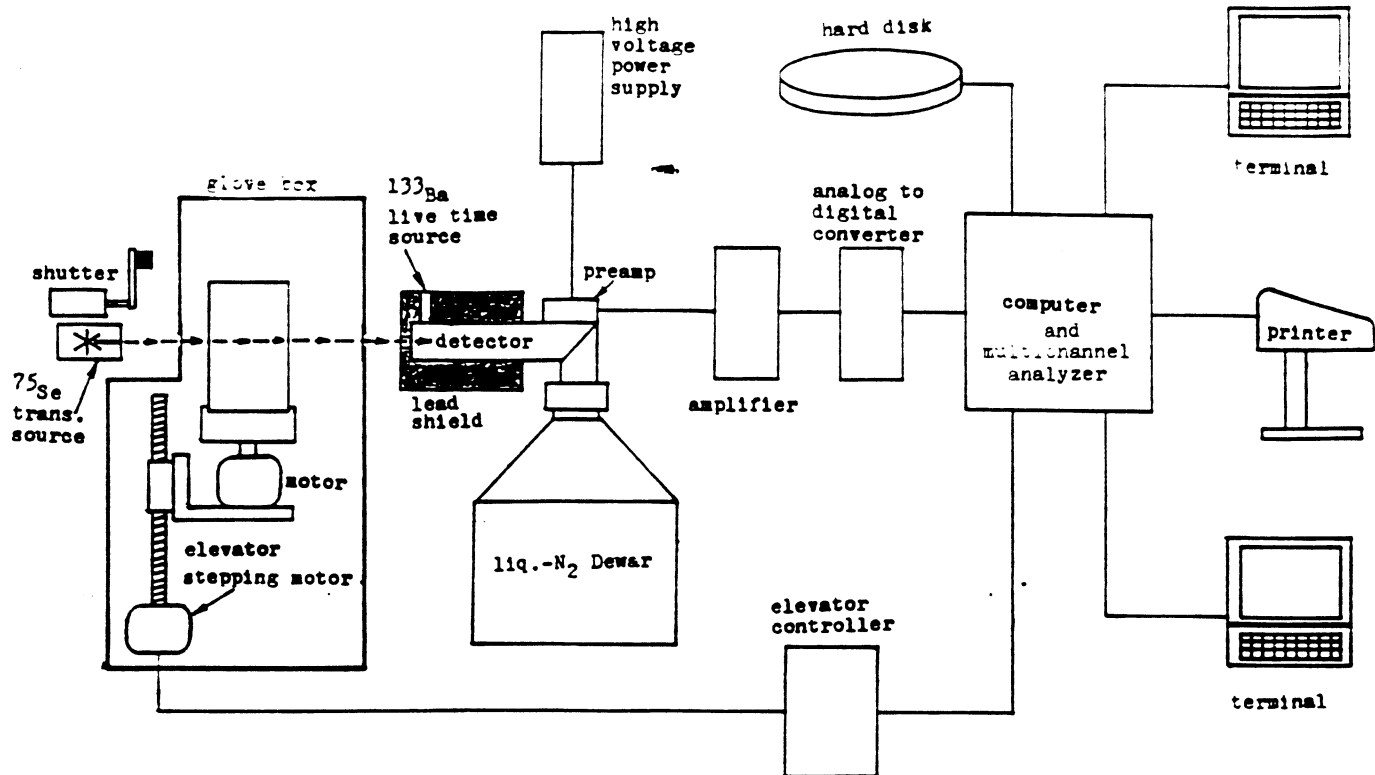 high
voltage
power
supply
hard disk
terminal
glove box
133Ba
live time
source
analog to
digital
converter
shutter
preamp
computer
and
multichannel
analyzer
detector
printer
75Se
trans.
source
lead
shield
amplifier
motor
elevator
stepping motor
liq.-N2 Dewar
elevator
controller
terminal